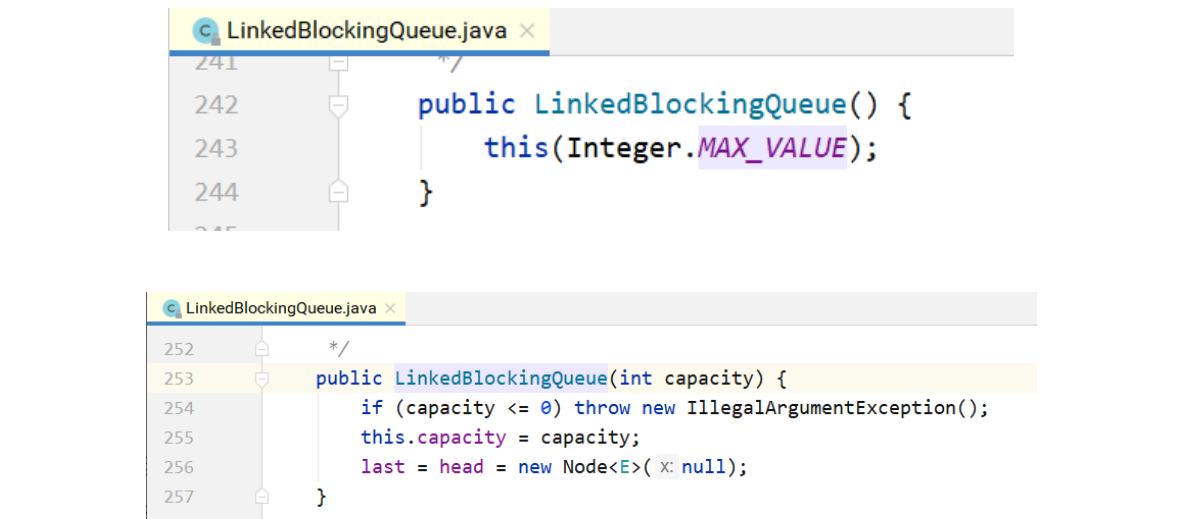 LinkedBlockingQueue.java
241 */
242 public LinkedBlockingQueue() {
243 this(Integer.MAX_VALUE);
244 }
LinkedBlockingQueue.java
252 */
253 public LinkedBlockingQueue(int capacity) {
254 if (capacity <= 0) throw new IllegalArgumentException();
255 this.capacity = capacity;
256 last = head = new Node<E>( x: null);
257 }